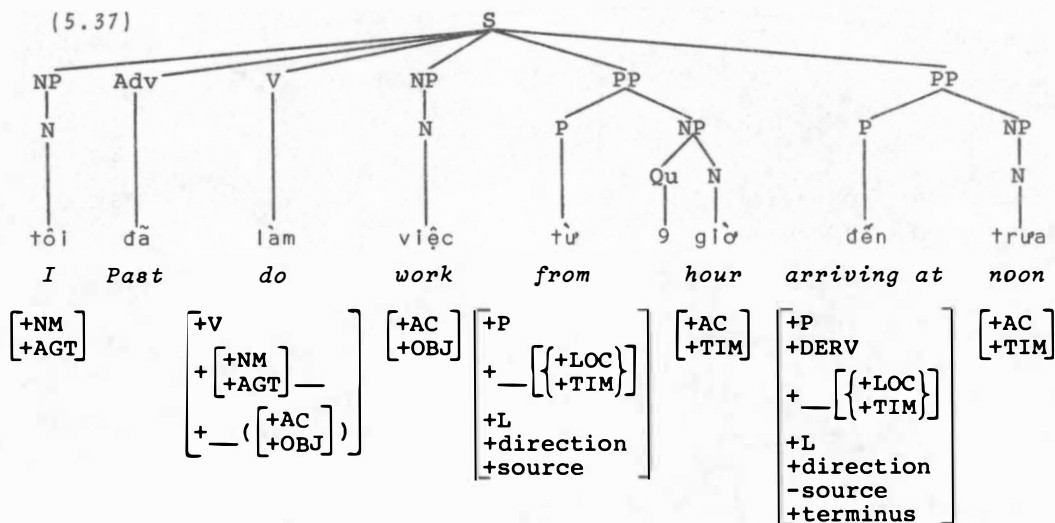 (5.37)
S
NP Adv V NP PP PP
N N P NP P NP
Qu N N
tôi đã làm việc từ 9 giờ đến trưa
I Past do work from hour arriving at noon
[+NM +V [+AC [+P [+AC [+P [+AC
+AGT] +[+NM +OBJ] +__[{+LOC +TIM] +DERV +TIM]
+AGT]__ +TIM}] +__[{+LOC
+__([+AC +L +TIM}]
+OBJ]) +direction +L
+source +direction
-source
+terminus